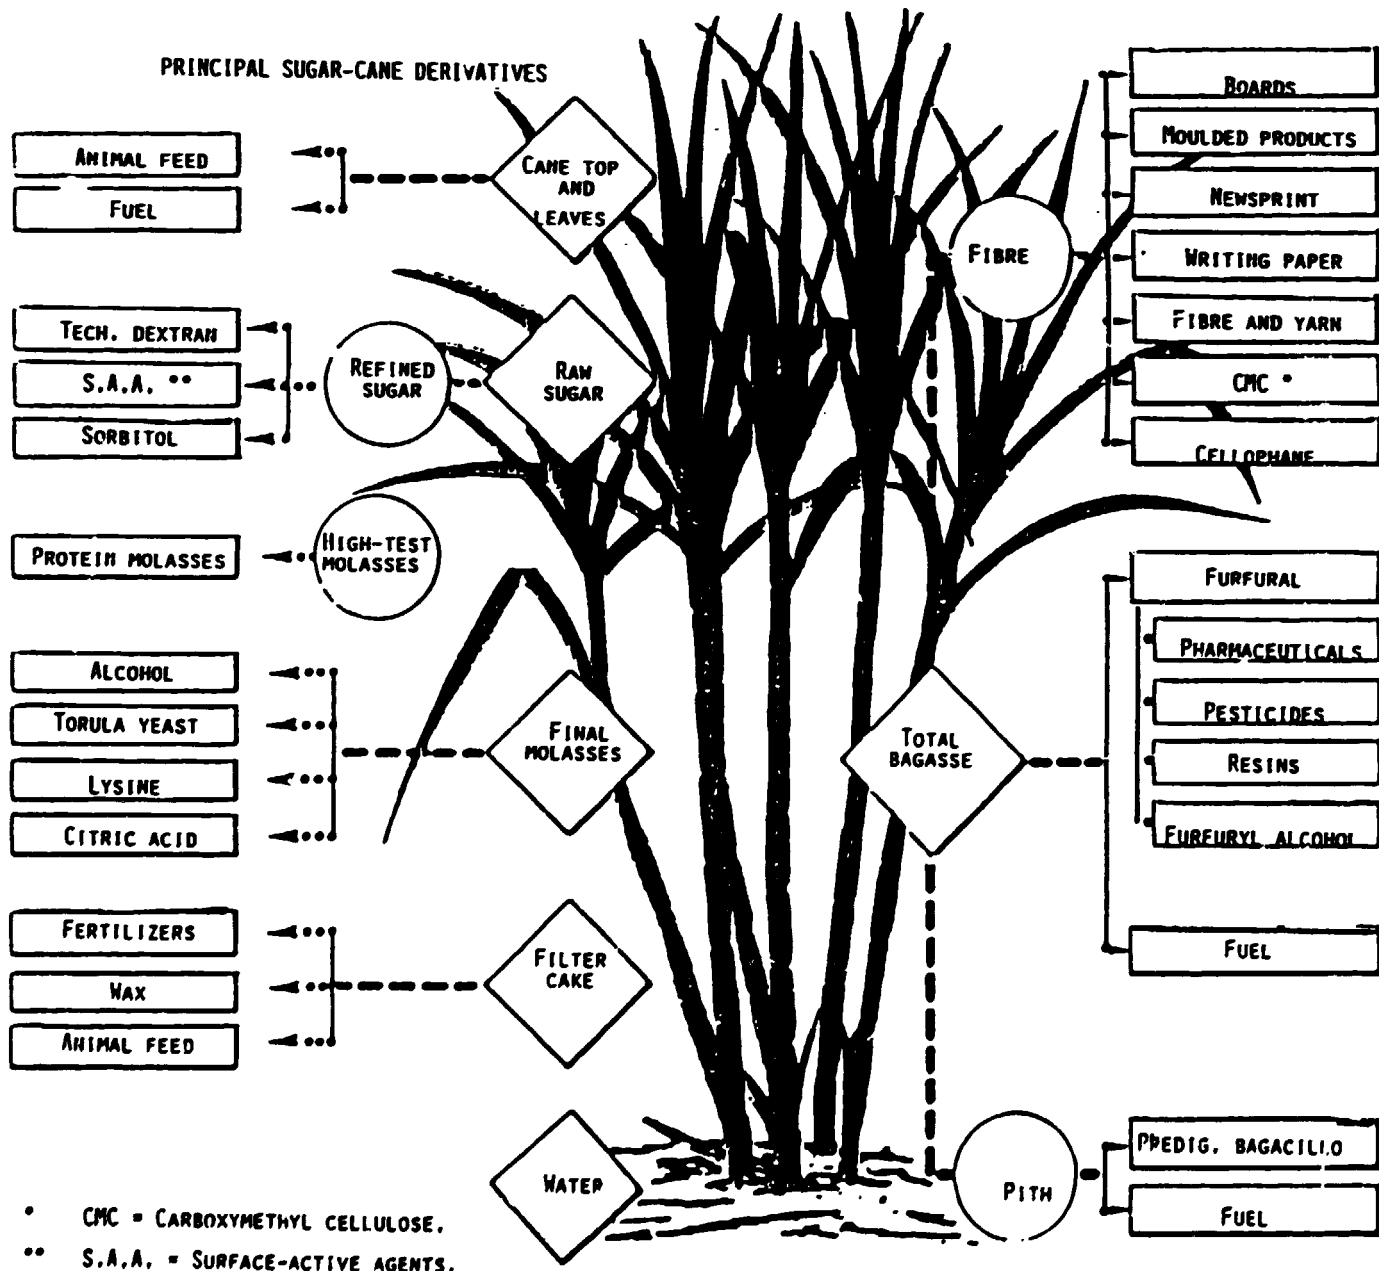 PRINCIPAL SUGAR-CANE DERIVATIVES
ANIMAL FEED
FUEL
CANE TOP
AND
LEAVES
TECH. DEXTRAN
S.A.A. **
SORBITOL
REFINED
SUGAR
RAW
SUGAR
PROTEIN MOLASSES
HIGH-TEST
MOLASSES
ALCOHOL
TORULA YEAST
LYSINE
CITRIC ACID
FINAL
MOLASSES
FERTILIZERS
WAX
ANIMAL FEED
FILTER
CAKE
WATER
* CMC = CARBOXYMETHYL CELLULOSE.
** S.A.A. = SURFACE-ACTIVE AGENTS.
FIBRE
BOARDS
MOULDED PRODUCTS
NEWSPRINT
WRITING PAPER
FIBRE AND YARN
CMC *
CELLOPHANE
TOTAL
BAGASSE
FURFURAL
PHARMACEUTICALS
PESTICIDES
RESINS
FURFURYL ALCOHOL
FUEL
PITH
PREDIG. BAGACILLO
FUEL